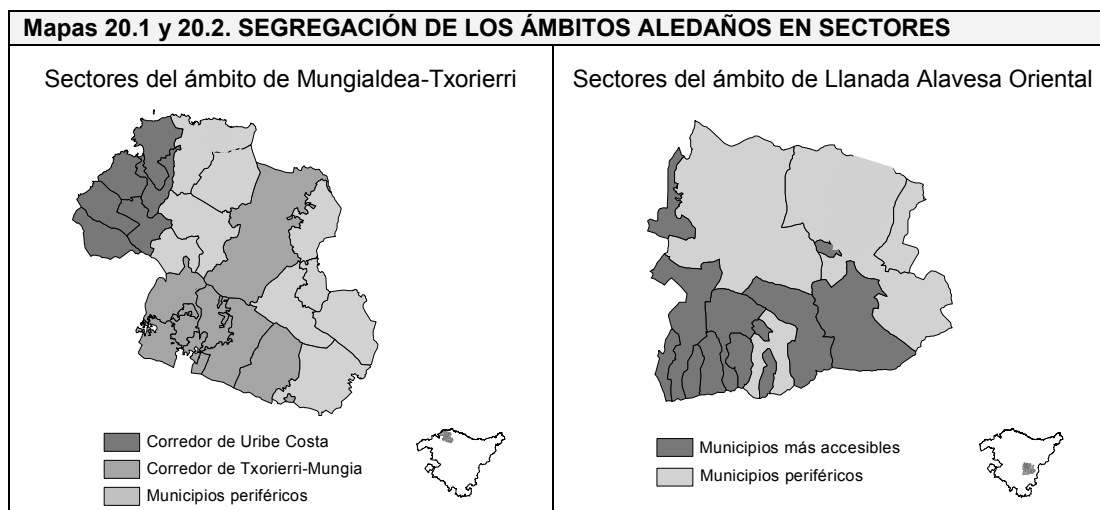 Mapas 20.1 y 20.2. SEGREGACIÓN DE LOS ÁMBITOS ALEDAÑOS EN SECTORES
Sectores del ámbito de Mungialdea-Txorierri
Corredor de Uribe Costa
Corredor de Txorierri-Mungia
Municipios periféricos
Sectores del ámbito de Llanada Alavesa Oriental
Municipios más accesibles
Municipios periféricos